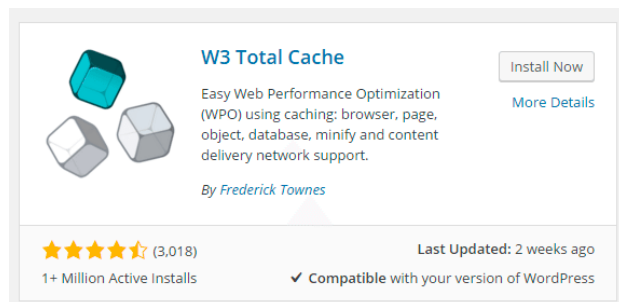 W3 Total Cache
Install Now
More Details
Easy Web Performance Optimization
(WPO) using caching: browser, page,
object, database, minify and content
delivery network support.
By Frederick Townes
(3,018)
Last Updated: 2 weeks ago
1+ Million Active Installs
✔ Compatible with your version of WordPress